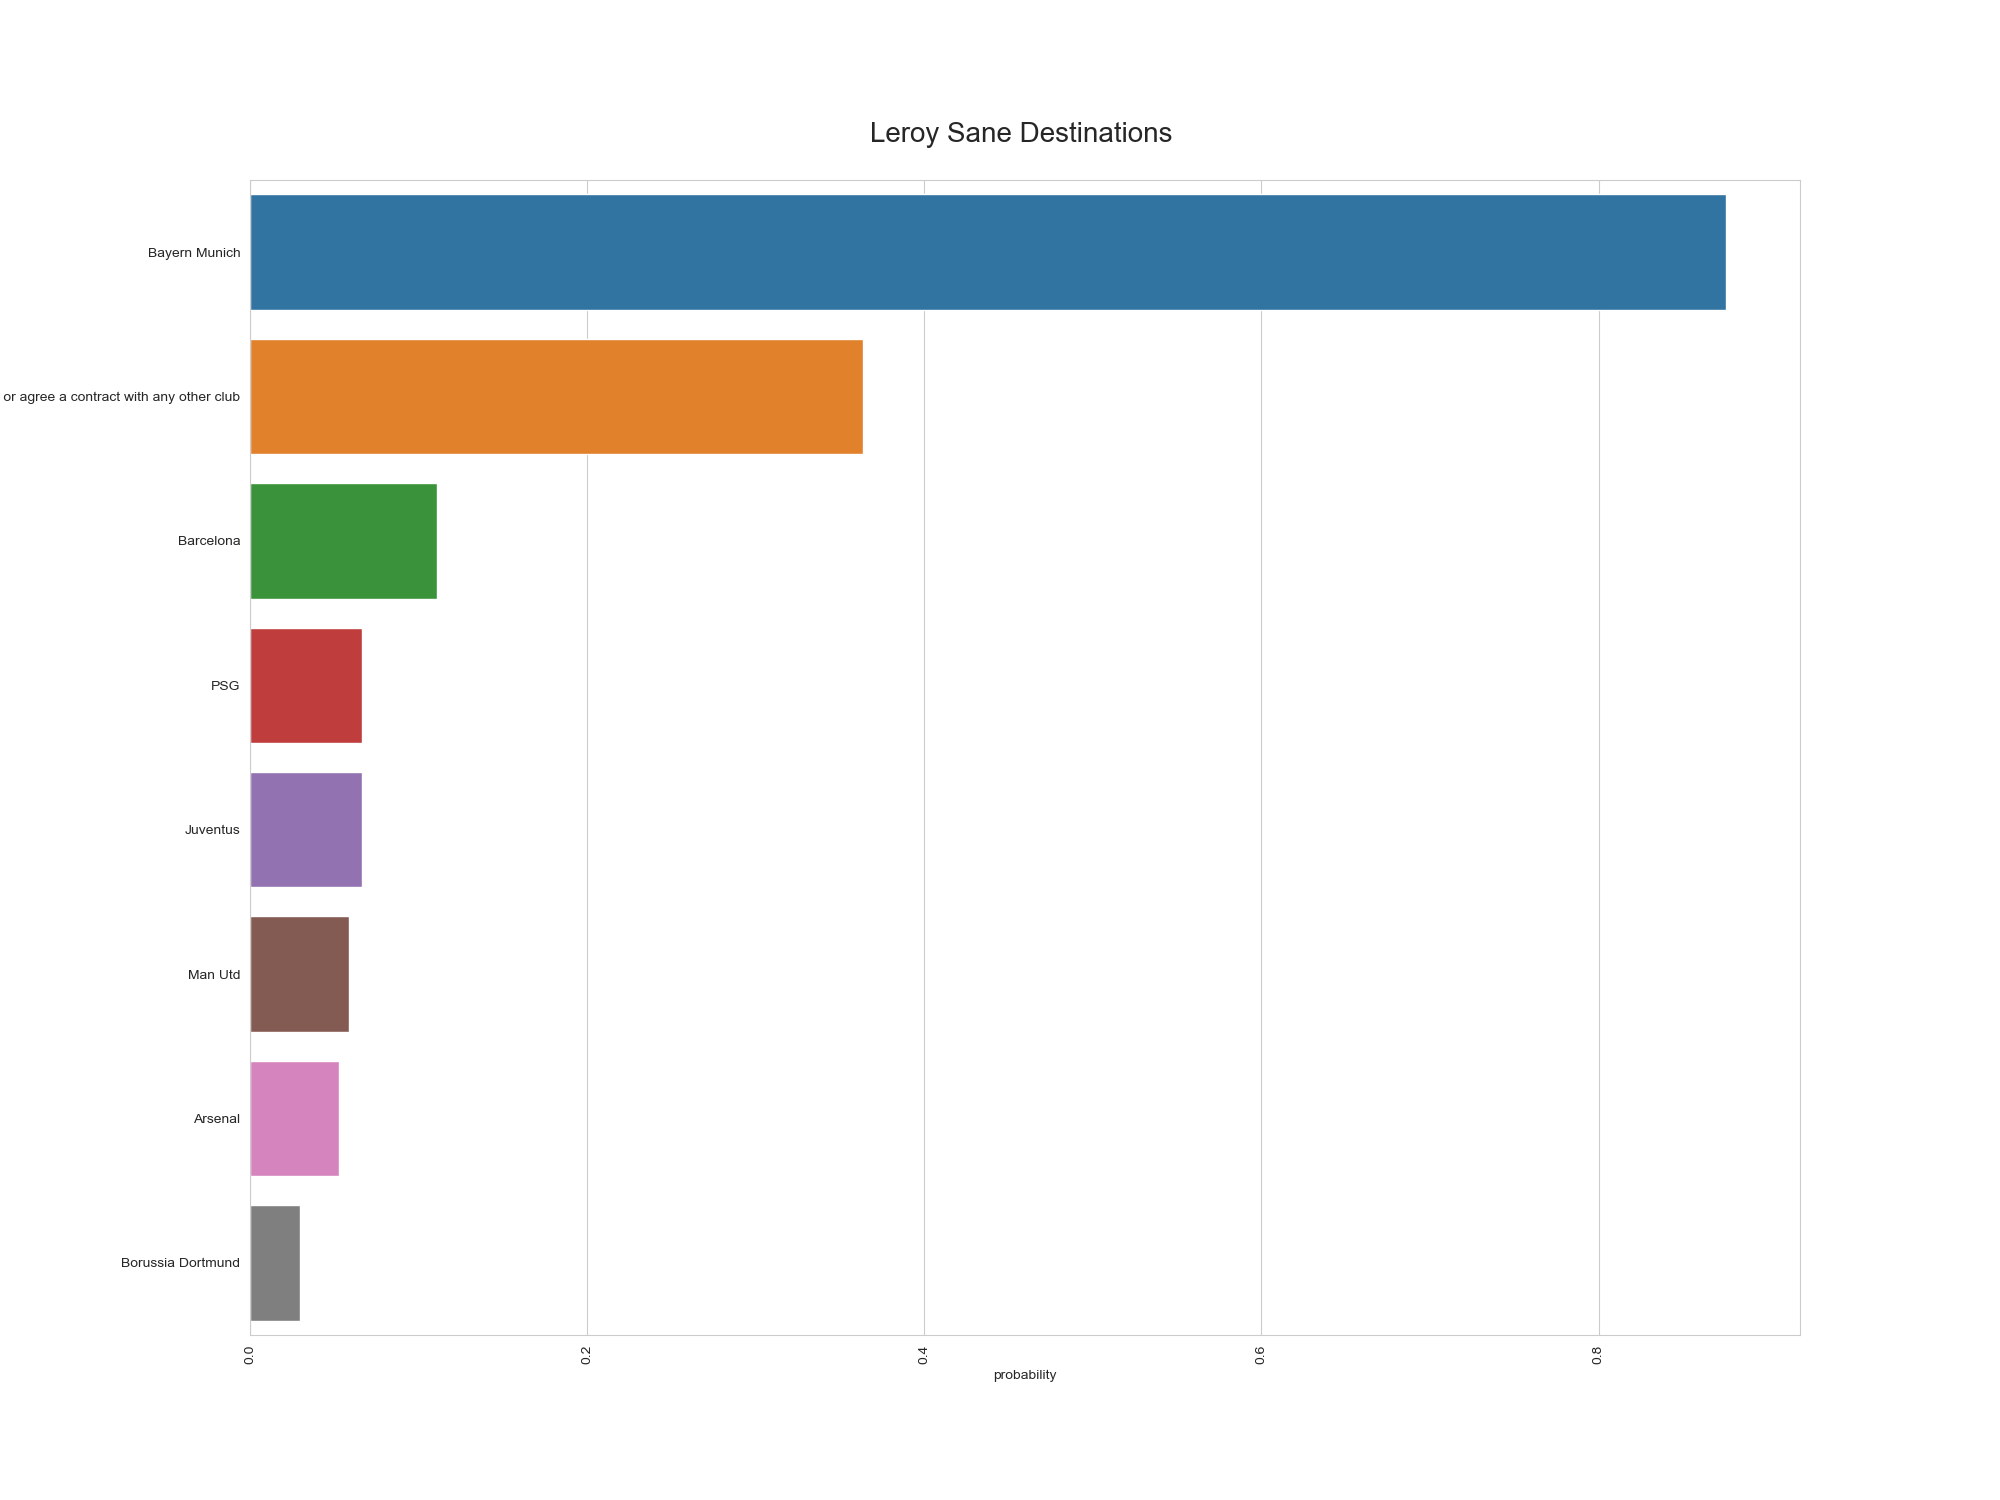 Leroy Sane Destinations
Bayern Munich
or agree a contract with any other club
Barcelona
PSG
Juventus
Man Utd
Arsenal
Borussia Dortmund
0.0
0.2
0.4
0.6
0.8
probability